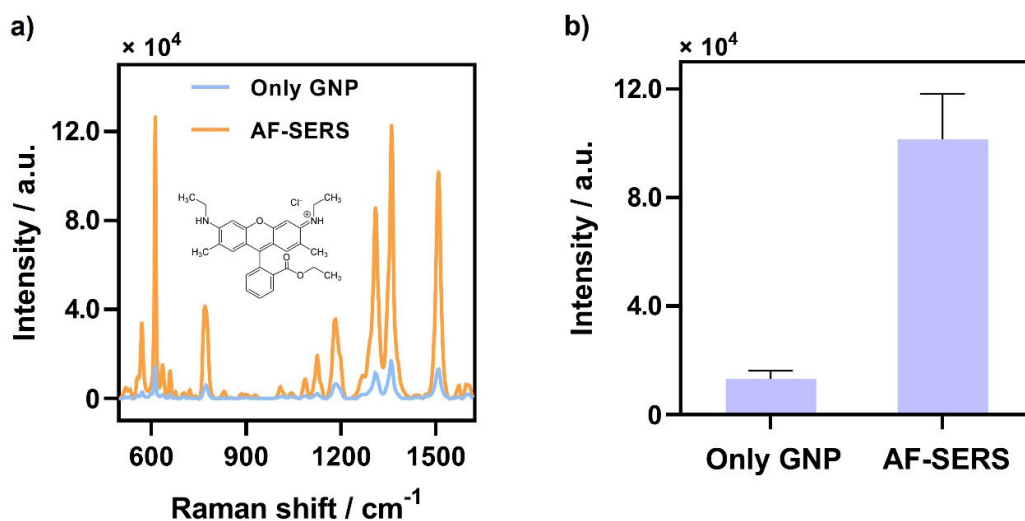 a)
× 10⁴
Intensity / a.u.
12.0
8.0
4.0
0
600 900 1200 1500
Raman shift / cm⁻¹
Only GNP
AF-SERS
H₃C CH₃
Cl⁻
HN O NH
+
H₃C CH₃
O
O CH₃
b)
× 10⁴
Intensity / a.u.
12.0
8.0
4.0
0
Only GNP AF-SERS